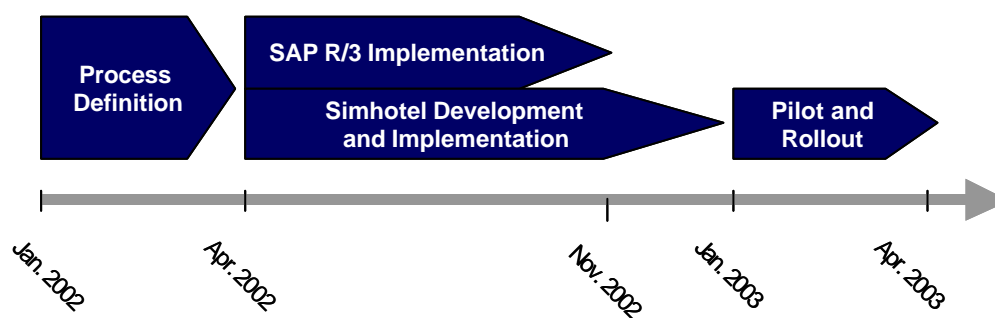 SAP R/3 Implementation
Process
Definition
Simhotel Development
and Implementation
Pilot and
Rollout
Jan. 2002
Apr. 2002
Nov. 2002
Jan. 2003
Apr. 2003